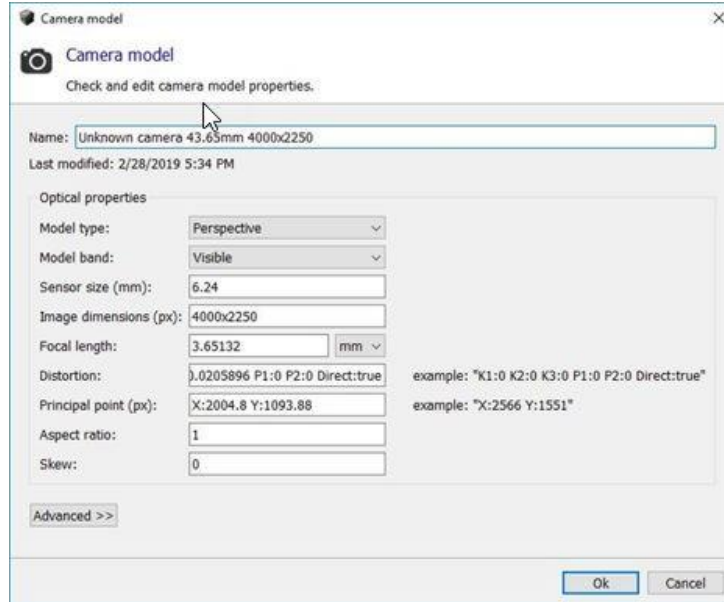 Camera model
Camera model
Check and edit camera model properties.
Name: Unknown camera 43.65mm 4000x2250
Last modified: 2/28/2019 5:34 PM
Optical properties
Model type: Perspective
Model band: Visible
Sensor size (mm): 6.24
Image dimensions (px): 4000x2250
Focal length: 3.65132 mm
Distortion: ).0205896 P1:0 P2:0 Direct:true example: "K1:0 K2:0 K3:0 P1:0 P2:0 Direct:true"
Principal point (px): X:2004.8 Y:1093.88 example: "X:2566 Y:1551"
Aspect ratio: 1
Skew: 0
Advanced >>
Ok Cancel